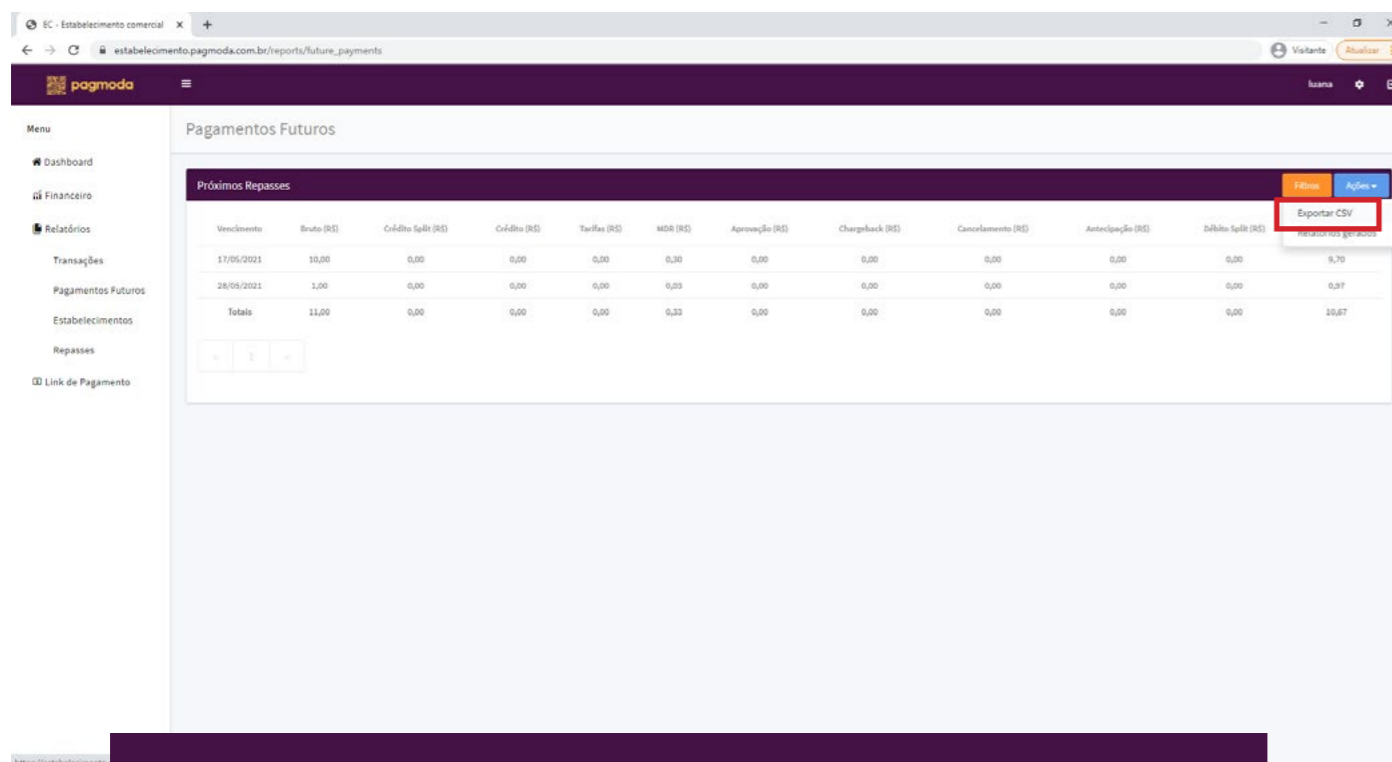 EC - Estabelecimento comercial
estabelecimento.pagmoda.com.br/reports/future_payments
Visitante
Atualizar
pagmoda
luana
Menu
Pagamentos Futuros
Dashboard
Financeiro
Relatórios
Transações
Pagamentos Futuros
Estabelecimentos
Repasses
Link de Pagamento
Próximos Repasses
Filtros
Ações
Exportar CSV
Relatórios gerados
Vencimento Bruto (R$) Crédito Split (R$) Crédito (R$) Tarifas (R$) MDR (R$) Aprovação (R$) Chargeback (R$) Cancelamento (R$) Antecipação (R$) Débito Split (R$)
17/05/2021 10,00 0,00 0,00 0,00 0,30 0,00 0,00 0,00 0,00 0,00 9,70
28/05/2021 1,00 0,00 0,00 0,00 0,03 0,00 0,00 0,00 0,00 0,00 0,97
Totais 11,00 0,00 0,00 0,00 0,33 0,00 0,00 0,00 0,00 0,00 10,67
« 1 »